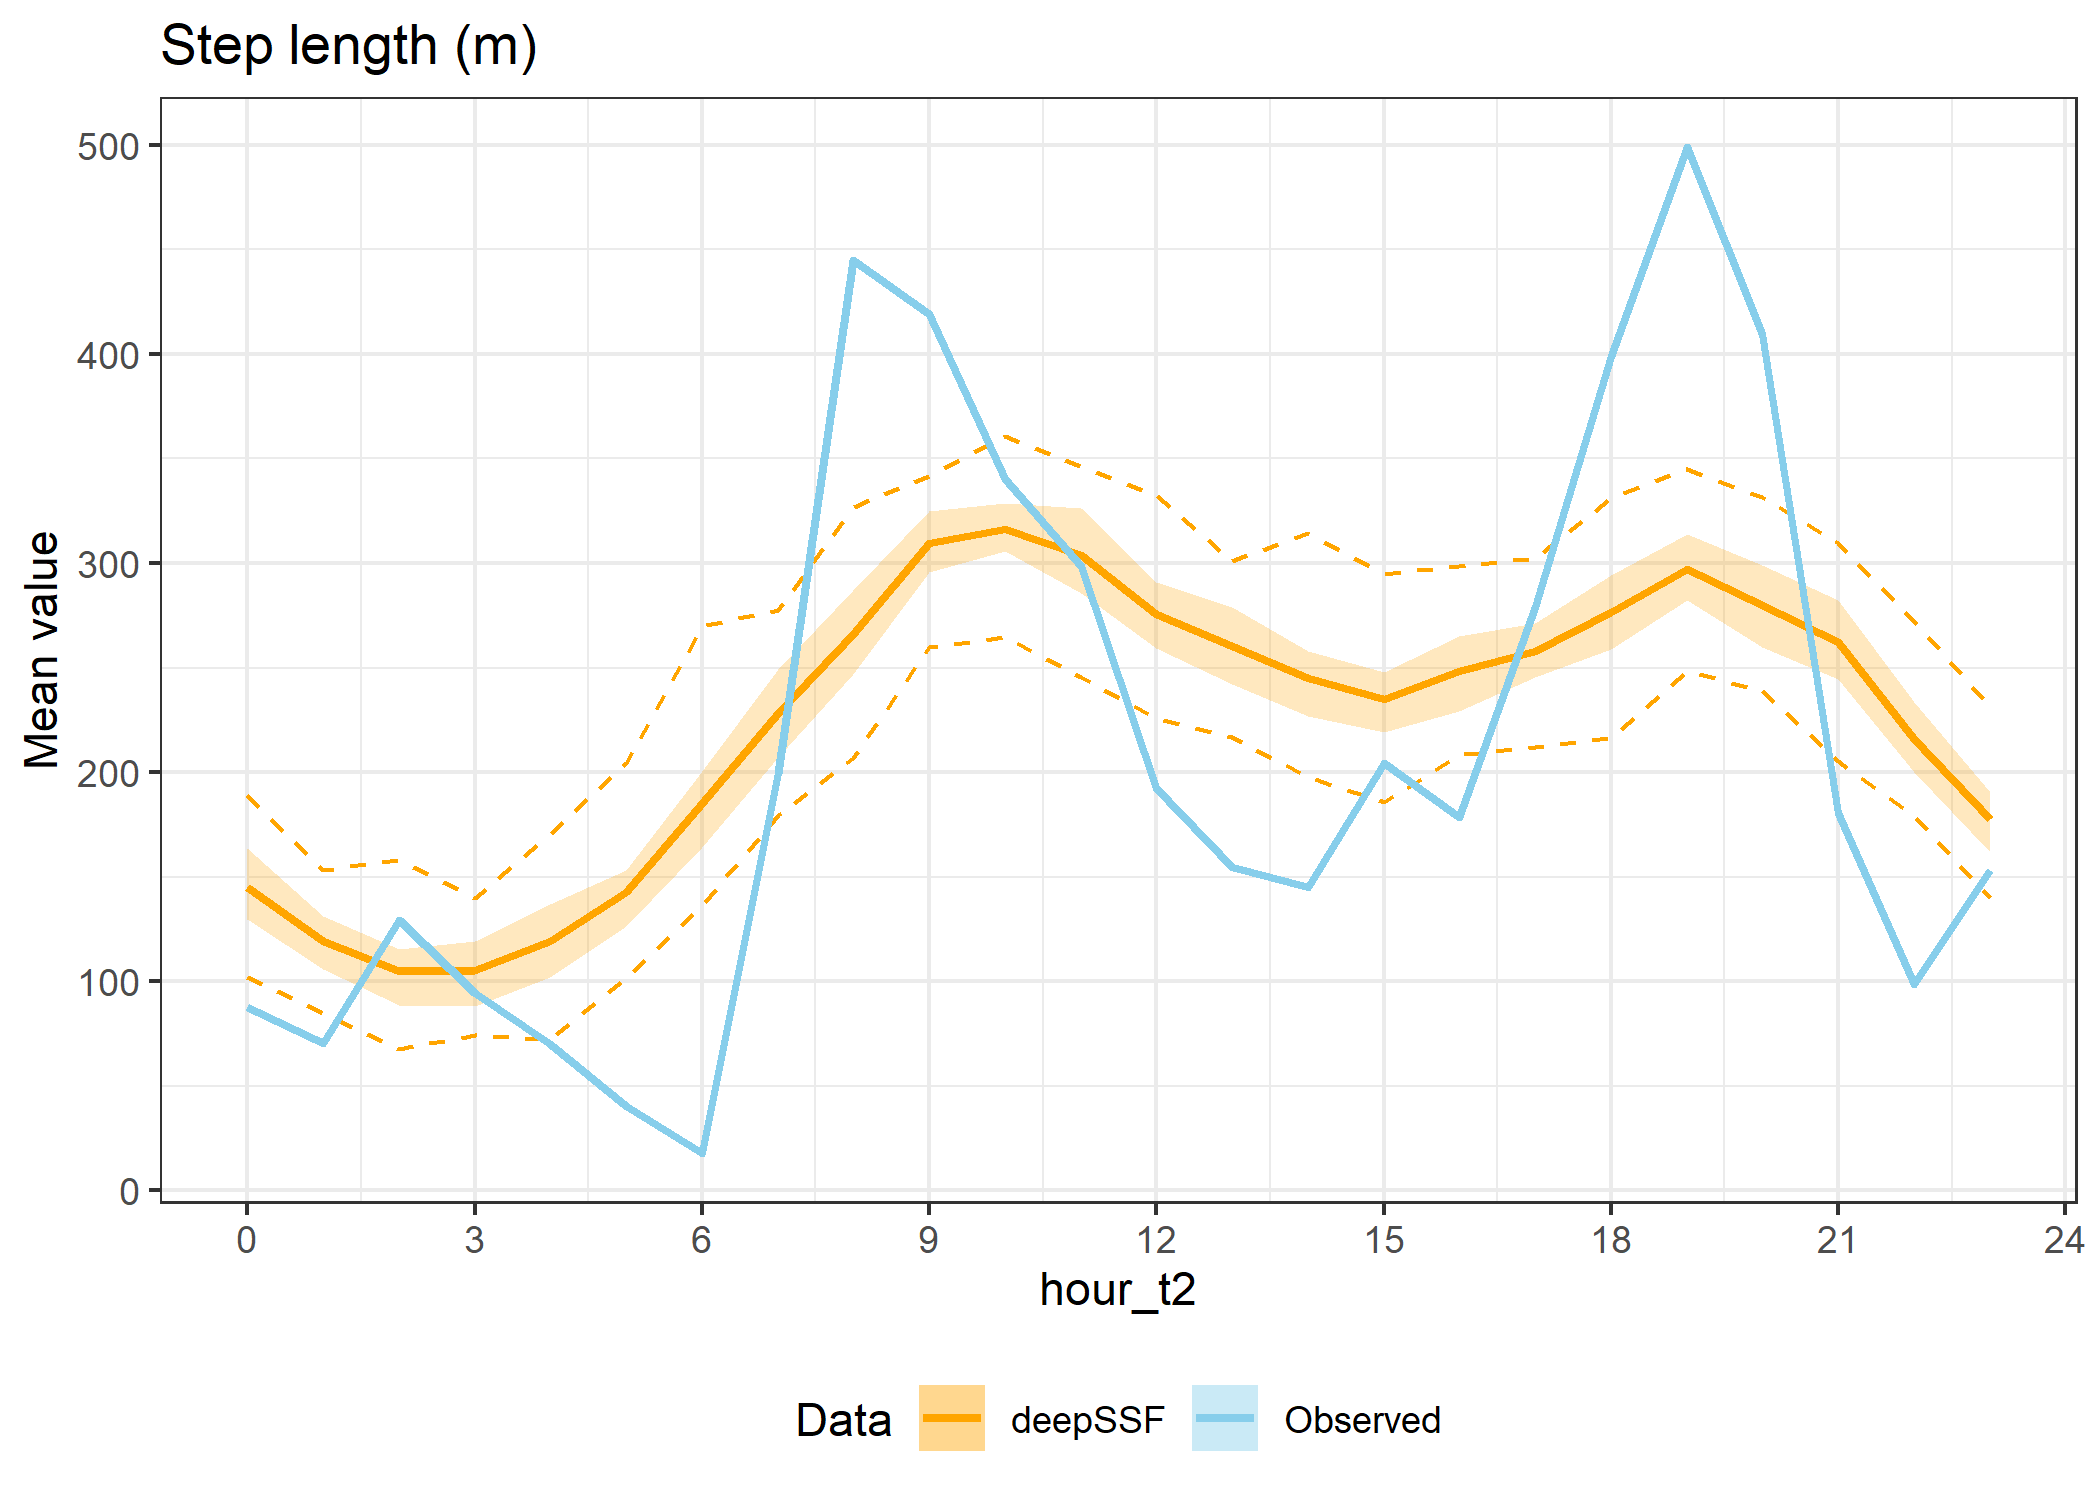 Step length (m)
500
400
300
200
100
0
Mean value
0 3 6 9 12 15 18 21 24
hour_t2
Data deepSSF Observed